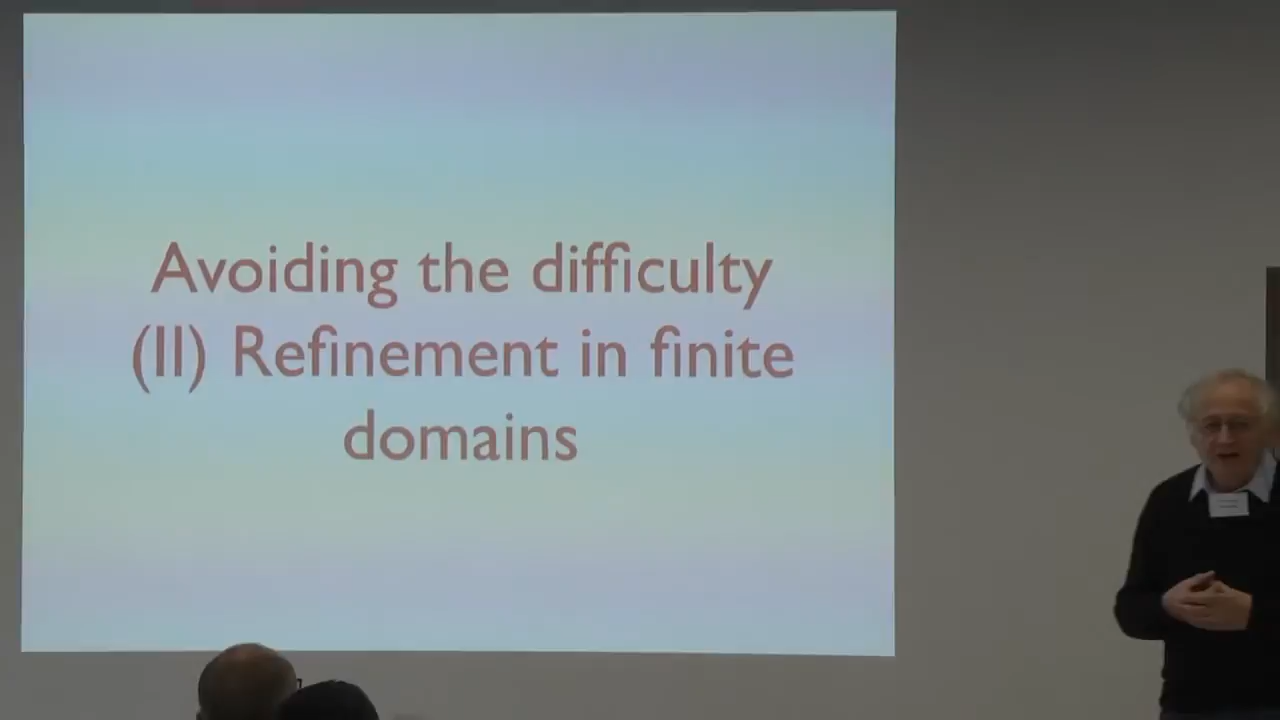 Avoiding the difficulty
(II) Refinement in finite
domains